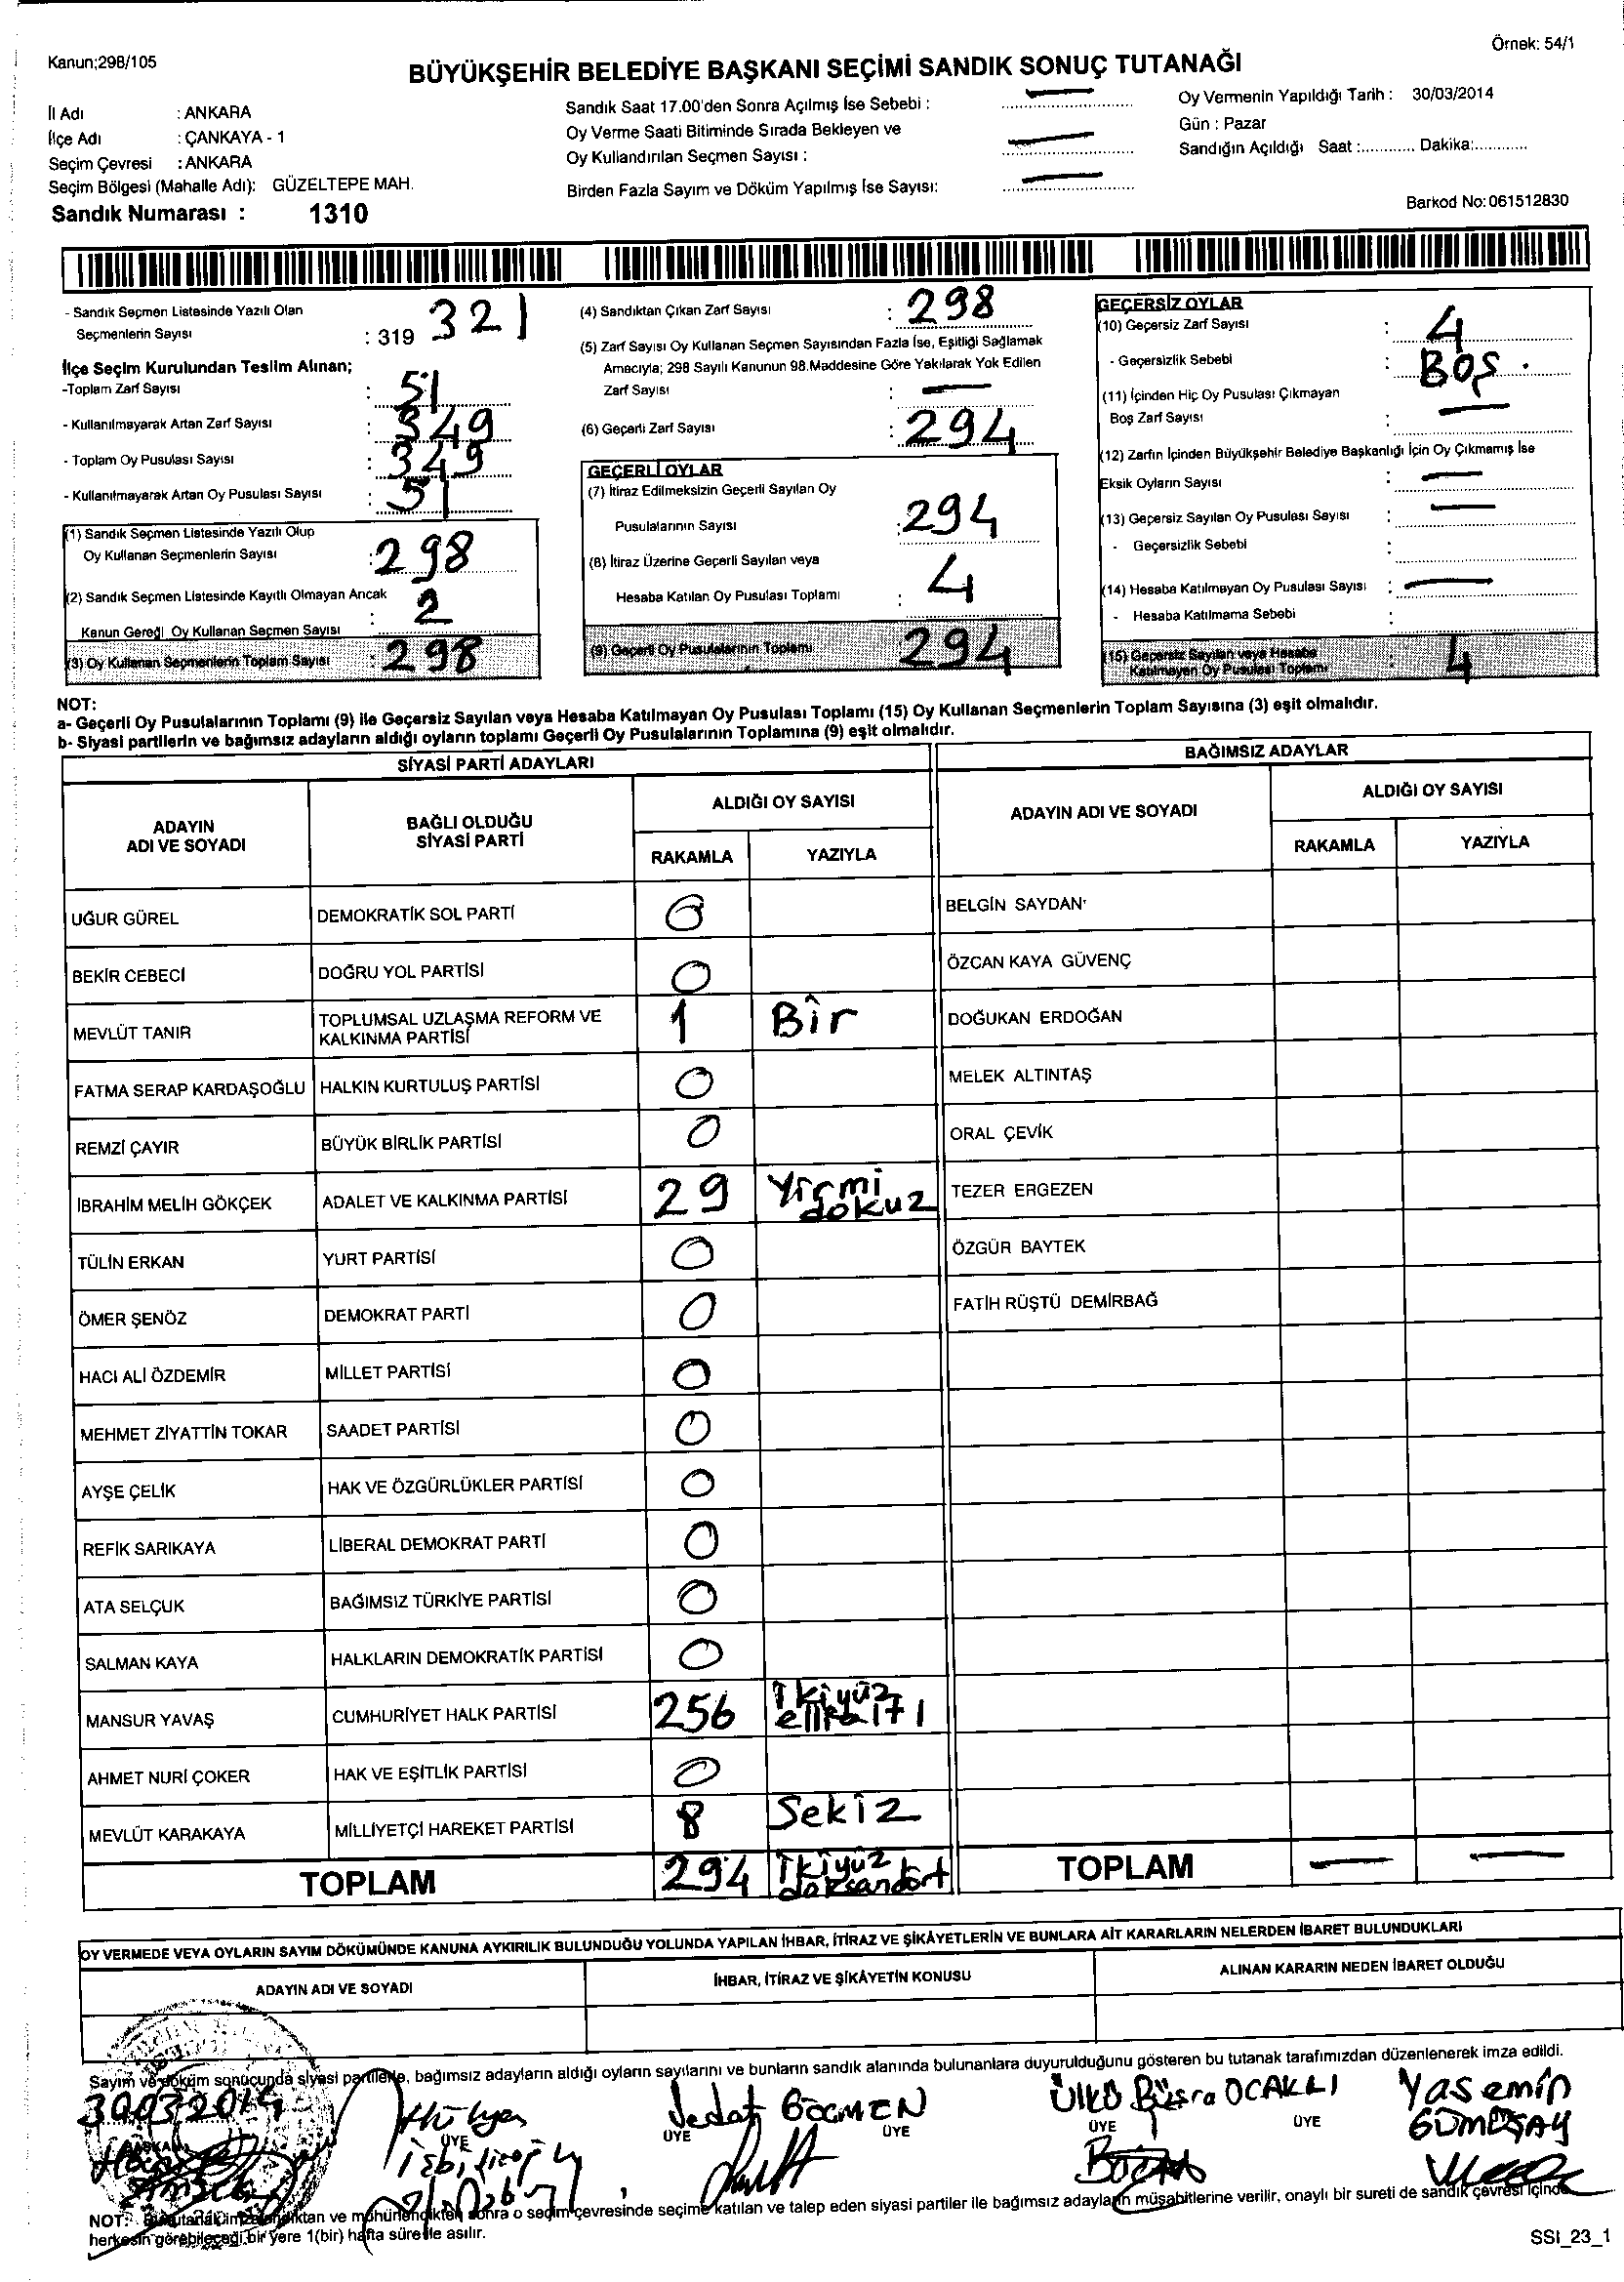 Kanun;298/105
Örnek: 54/1
BÜYÜKŞEHİR BELEDİYE BAŞKANI SEÇİMİ SANDIK SONUÇ TUTANAĞI
İl Adı : ANKARA
İlçe Adı : ÇANKAYA - 1
Seçim Çevresi : ANKARA
Seçim Bölgesi (Mahalle Adı): GÜZELTEPE MAH.
Sandık Numarası : 1310
Sandık Saat 17.00'den Sonra Açılmış İse Sebebi : —
Oy Verme Saati Bitiminde Sırada Bekleyen ve
Oy Kullandırılan Seçmen Sayısı : —
Birden Fazla Sayım ve Döküm Yapılmış İse Sayısı: —
Oy Vermenin Yapıldığı Tarih : 30/03/2014
Gün : Pazar
Sandığın Açıldığı Saat :............ Dakika:............
Barkod No:061512830
- Sandık Seçmen Listesinde Yazılı Olan
Seçmenlerin Sayısı : 319 321
İlçe Seçim Kurulundan Teslim Alınan;
-Toplam Zarf Sayısı : 51
- Kullanılmayarak Artan Zarf Sayısı : 349
- Toplam Oy Pusulası Sayısı : 349
- Kullanılmayarak Artan Oy Pusulası Sayısı : 51
(1) Sandık Seçmen Listesinde Yazılı Olup
Oy Kullanan Seçmenlerin Sayısı : 298
(2) Sandık Seçmen Listesinde Kayıtlı Olmayan Ancak
Kanun Gereği Oy Kullanan Seçmen Sayısı : 2
(3) Oy Kullanan Seçmenlerin Toplam Sayısı : 298
(4) Sandıktan Çıkan Zarf Sayısı : 298
(5) Zarf Sayısı Oy Kullanan Seçmen Sayısından Fazla İse, Eşitliği Sağlamak
Amacıyla; 298 Sayılı Kanunun 98.Maddesine Göre Yakılarak Yok Edilen
Zarf Sayısı : —
(6) Geçerli Zarf Sayısı : 294
GEÇERLİ OYLAR
(7) İtiraz Edilmeksizin Geçerli Sayılan Oy
Pusulalarının Sayısı : 294
(8) İtiraz Üzerine Geçerli Sayılan veya
Hesaba Katılan Oy Pusulası Toplamı : 4
(9) Geçerli Oy Pusulalarının Toplamı 294
GEÇERSİZ OYLAR
(10) Geçersiz Zarf Sayısı : 4
- Geçersizlik Sebebi : BOŞ.
(11) İçinden Hiç Oy Pusulası Çıkmayan
Boş Zarf Sayısı : —
(12) Zarfın İçinden Büyükşehir Belediye Başkanlığı İçin Oy Çıkmamış İse
Eksik Oyların Sayısı : —
(13) Geçersiz Sayılan Oy Pusulası Sayısı : —
- Geçersizlik Sebebi :
(14) Hesaba Katılmayan Oy Pusulası Sayısı : —
- Hesaba Katılmama Sebebi :
(15) Geçersiz Sayılan veya Hesaba
Katılmayan Oy Pusulası Toplamı : 4
NOT:
a- Geçerli Oy Pusulalarının Toplamı (9) ile Geçersiz Sayılan veya Hesaba Katılmayan Oy Pusulası Toplamı (15) Oy Kullanan Seçmenlerin Toplam Sayısına (3) eşit olmalıdır.
b- Siyasi partilerin ve bağımsız adayların aldığı oyların toplamı Geçerli Oy Pusulalarının Toplamına (9) eşit olmalıdır.
SİYASİ PARTİ ADAYLARI
ADAYIN
ADI VE SOYADI
BAĞLI OLDUĞU
SİYASİ PARTİ
ALDIĞI OY SAYISI
RAKAMLA YAZIYLA
UĞUR GÜREL DEMOKRATİK SOL PARTİ 0
BEKİR CEBECİ DOĞRU YOL PARTİSİ 0
MEVLÜT TANIR TOPLUMSAL UZLAŞMA REFORM VE KALKINMA PARTİSİ 1 Bir
FATMA SERAP KARDAŞOĞLU HALKIN KURTULUŞ PARTİSİ 0
REMZİ ÇAYIR BÜYÜK BİRLİK PARTİSİ 0
İBRAHİM MELİH GÖKÇEK ADALET VE KALKINMA PARTİSİ 29 Yirmi dokuz
TÜLİN ERKAN YURT PARTİSİ 0
ÖMER ŞENÖZ DEMOKRAT PARTİ 0
HACI ALİ ÖZDEMİR MİLLET PARTİSİ 0
MEHMET ZİYATTİN TOKAR SAADET PARTİSİ 0
AYŞE ÇELİK HAK VE ÖZGÜRLÜKLER PARTİSİ 0
REFİK SARIKAYA LİBERAL DEMOKRAT PARTİ 0
ATA SELÇUK BAĞIMSIZ TÜRKİYE PARTİSİ 0
SALMAN KAYA HALKLARIN DEMOKRATİK PARTİSİ 0
MANSUR YAVAŞ CUMHURİYET HALK PARTİSİ 256 İkiyüz ellialtı
AHMET NURİ ÇOKER HAK VE EŞİTLİK PARTİSİ 0
MEVLÜT KARAKAYA MİLLİYETÇİ HAREKET PARTİSİ 8 Sekiz
TOPLAM 294 İkiyüz doksandört
BAĞIMSIZ ADAYLAR
ADAYIN ADI VE SOYADI
ALDIĞI OY SAYISI
RAKAMLA YAZIYLA
BELGİN SAYDAN
ÖZCAN KAYA GÜVENÇ
DOĞUKAN ERDOĞAN
MELEK ALTINTAŞ
ORAL ÇEVİK
TEZER ERGEZEN
ÖZGÜR BAYTEK
FATİH RÜŞTÜ DEMİRBAĞ
TOPLAM — —
OY VERMEDE VEYA OYLARIN SAYIM DÖKÜMÜNDE KANUNA AYKIRILIK BULUNDUĞU YOLUNDA YAPILAN İHBAR, İTİRAZ VE ŞİKÂYETLERİN VE BUNLARA AİT KARARLARIN NELERDEN İBARET BULUNDUKLARI
ADAYIN ADI VE SOYADI
İHBAR, İTİRAZ VE ŞİKÂYETİN KONUSU
ALINAN KARARIN NEDEN İBARET OLDUĞU
Sayım ve döküm sonucunda siyasi partilerle, bağımsız adayların aldığı oyların sayılarını ve bunların sandık alanında bulunanlara duyurulduğunu gösteren bu tutanak tarafımızdan düzenlenerek imza edildi.
30032014
Hülya Vedat GÖÇMEN ÜLKÜ Büşra OCAKLI Yasemin
BAŞKAN ÜYE ÜYE ÜYE ÜYE ÜYE
GÜMÜŞAY
NOT: Bu tutanak imzalandıktan ve mühürlendikten sonra o seçim çevresinde seçime katılan ve talep eden siyasi partiler ile bağımsız adayların müşahitlerine verilir, onaylı bir sureti de sandık çevresi içinde
herkesin görebileceği bir yere 1(bir) hafta süre ile asılır.
SSI_23_1